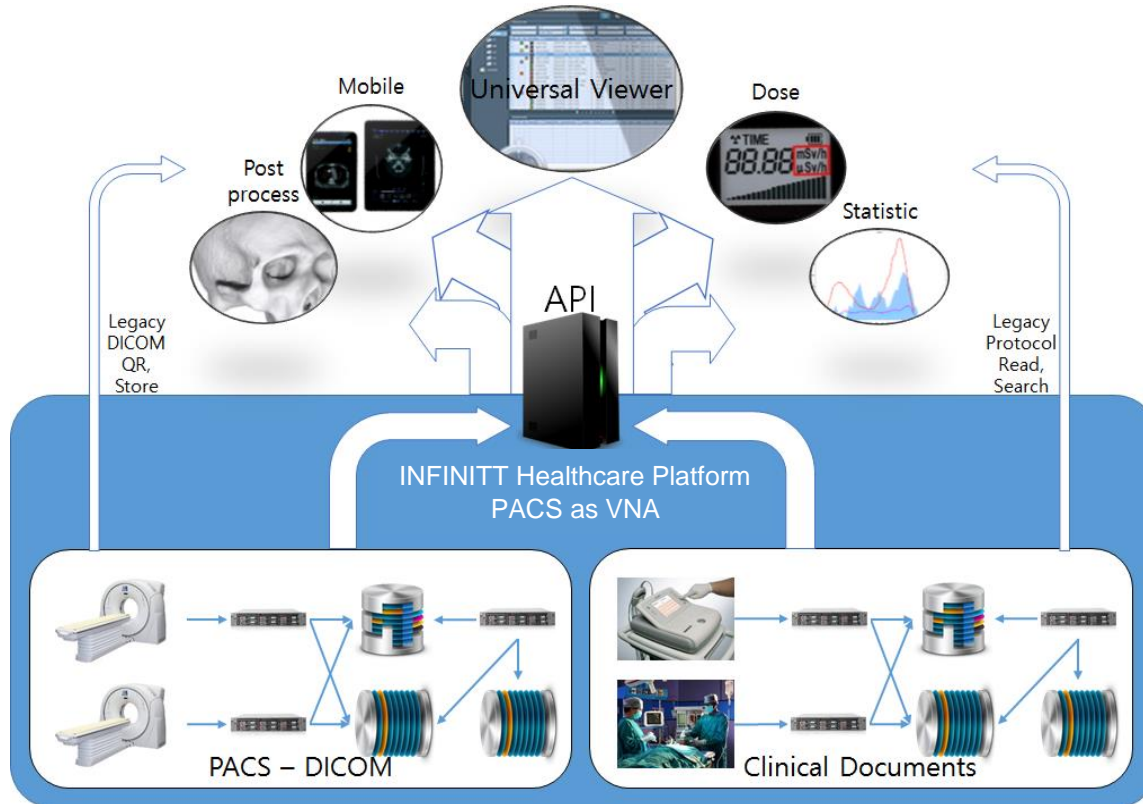 Universal Viewer
Mobile
Dose
TIME
88.88
mSv/h
μSv/h
Post
process
Statistic
API
Legacy
DICOM
QR,
Store
Legacy
Protocol
Read,
Search
INFINITT Healthcare Platform
PACS as VNA
PACS – DICOM
Clinical Documents